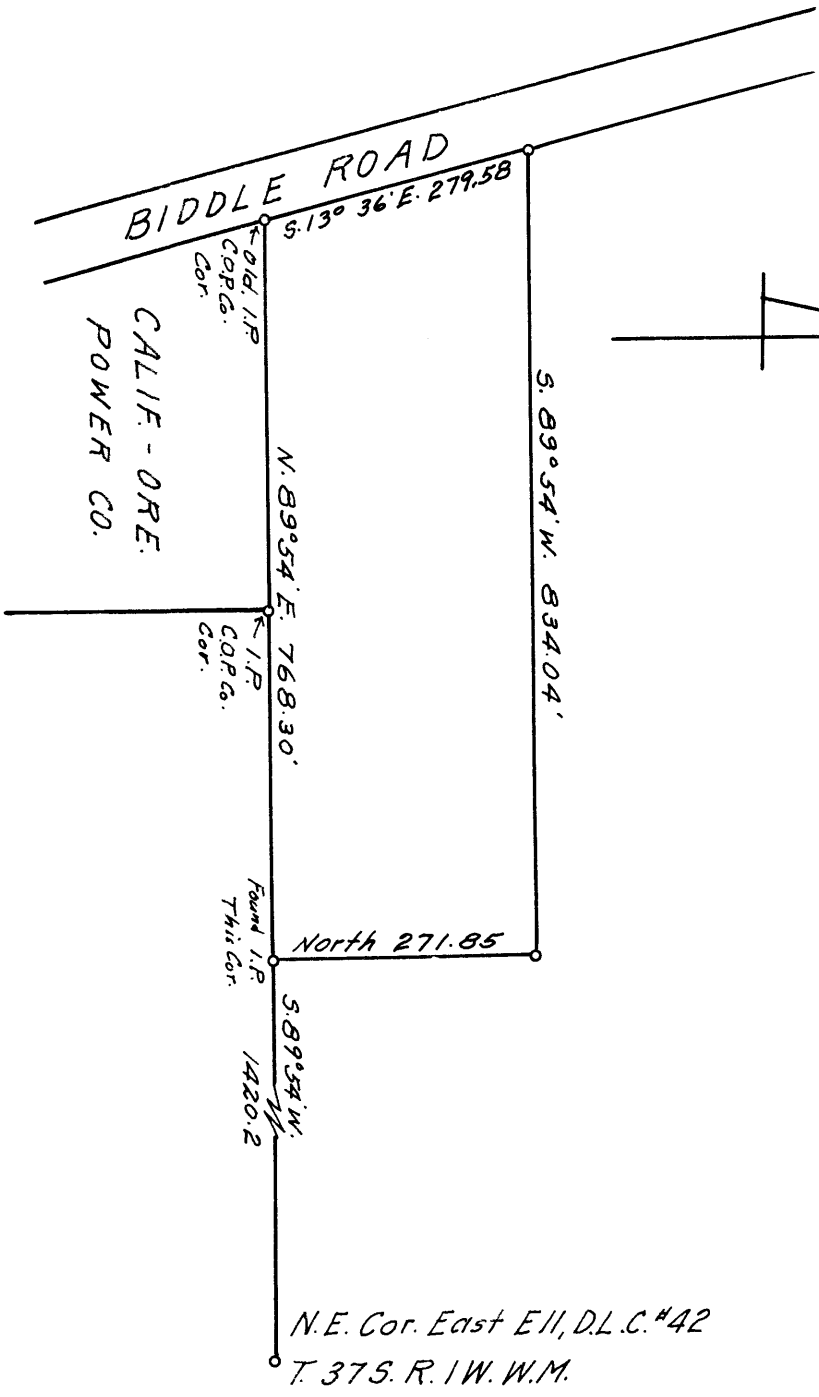 BIDDLE ROAD
S. 13° 36' E. 279.58
←Old I.P.
C.O.P.Co.
Cor.
CALIF. - ORE.
POWER CO.
N. 89°54' E. 768.30'
S. 89°54' W. 834.04'
←I.P.
C.O.P.Co.
Cor.
Found I.P.
This Cor.
North 271.85
S. 89°54' W.
1420.2
N.E. Cor. East Ell, D.L.C. #42
T. 37 S. R. 1 W. W.M.